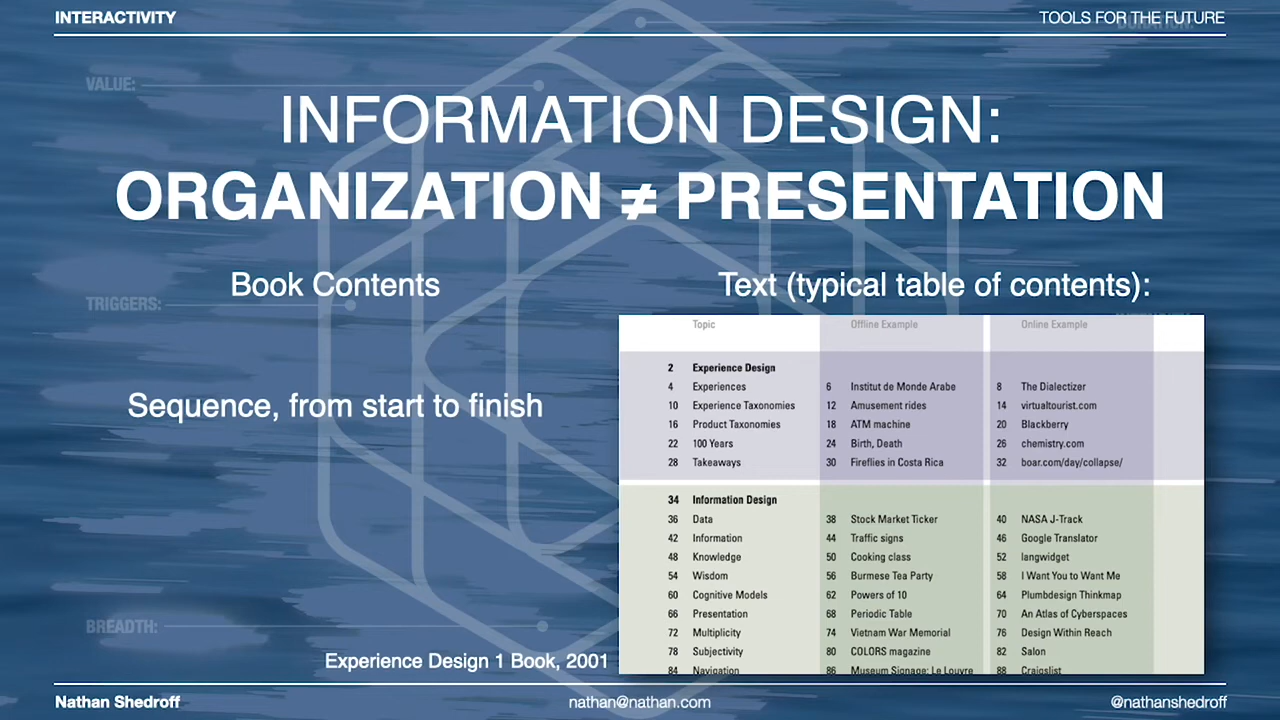 INTERACTIVITY
TOOLS FOR THE FUTURE
DURATION:
VALUE:
INFORMATION DESIGN:
ORGANIZATION ≠ PRESENTATION
Book Contents
Text (typical table of contents):
TRIGGERS:
Sequence, from start to finish
Topic Offline Example Online Example
2 Experience Design
4 Experiences 6 Institut de Monde Arabe 8 The Dialectizer
10 Experience Taxonomies 12 Amusement rides 14 virtualtourist.com
16 Product Taxonomies 18 ATM machine 20 Blackberry
22 100 Years 24 Birth, Death 26 chemistry.com
28 Takeaways 30 Fireflies in Costa Rica 32 boar.com/day/collapse/
34 Information Design
36 Data 38 Stock Market Ticker 40 NASA J-Track
42 Information 44 Traffic signs 46 Google Translator
48 Knowledge 50 Cooking class 52 langwidget
54 Wisdom 56 Burmese Tea Party 58 I Want You to Want Me
60 Cognitive Models 62 Powers of 10 64 Plumbdesign Thinkmap
66 Presentation 68 Periodic Table 70 An Atlas of Cyberspaces
72 Multiplicity 74 Vietnam War Memorial 76 Design Within Reach
78 Subjectivity 80 COLORS magazine 82 Salon
84 Navigation 86 Museum Signage: Le Louvre 88 Craigslist
BREADTH:
Experience Design 1 Book, 2001
Nathan Shedroff
nathan@nathan.com
@nathanshedroff